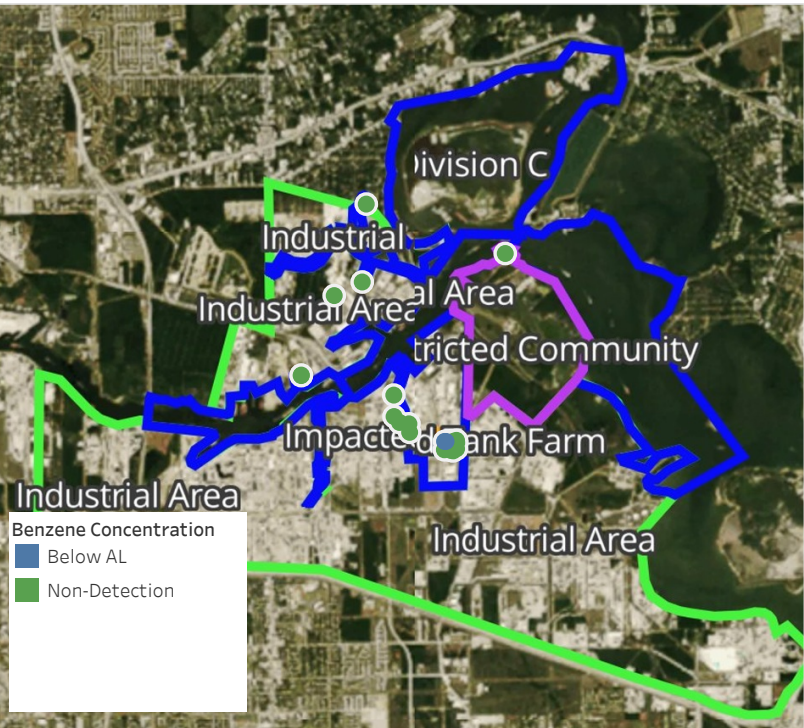 Division C
Industrial
al Area
Industrial Area
tricted Community
Impacted
ank Farm
Industrial Area
Industrial Area
Benzene Concentration
Below AL
Non-Detection